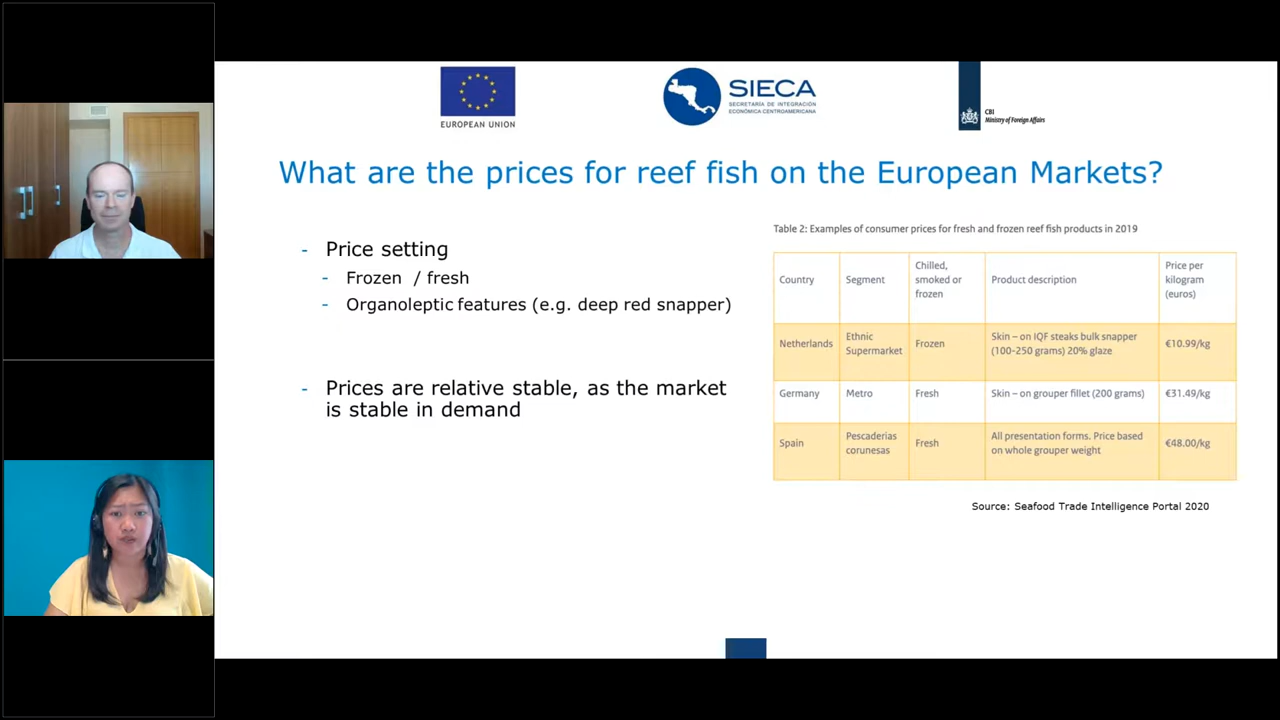 EUROPEAN UNION
SIECA
SECRETARÍA DE INTEGRACIÓN
ECONÓMICA CENTROAMERICANA
CBI
Ministry of Foreign Affairs
What are the prices for reef fish on the European Markets?
- Price setting
- Frozen / fresh
- Organoleptic features (e.g. deep red snapper)
- Prices are relative stable, as the market
is stable in demand
Table 2: Examples of consumer prices for fresh and frozen reef fish products in 2019
Country
Segment
Chilled,
smoked or
frozen
Product description
Price per
kilogram
(euros)
Netherlands
Ethnic
Supermarket
Frozen
Skin – on IQF steaks bulk snapper
(100-250 grams) 20% glaze
€10.99/kg
Germany
Metro
Fresh
Skin – on grouper fillet (200 grams)
€31.49/kg
Spain
Pescaderias
corunesas
Fresh
All presentation forms. Price based
on whole grouper weight
€48.00/kg
Source: Seafood Trade Intelligence Portal 2020